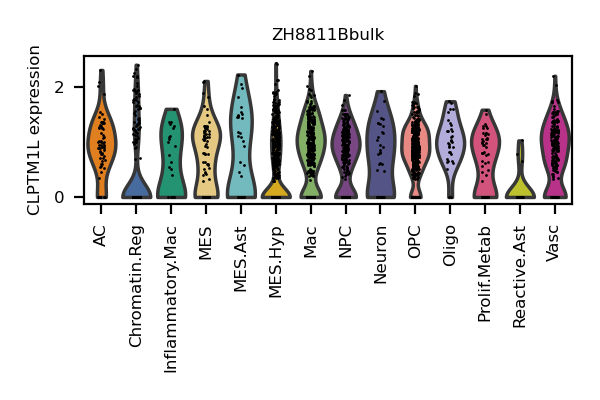 ZH8811Bbulk
CLPTM1L expression
2
0
AC
Chromatin.Reg
Inflammatory.Mac
MES
MES.Ast
MES.Hyp
Mac
NPC
Neuron
OPC
Oligo
Prolif.Metab
Reactive.Ast
Vasc